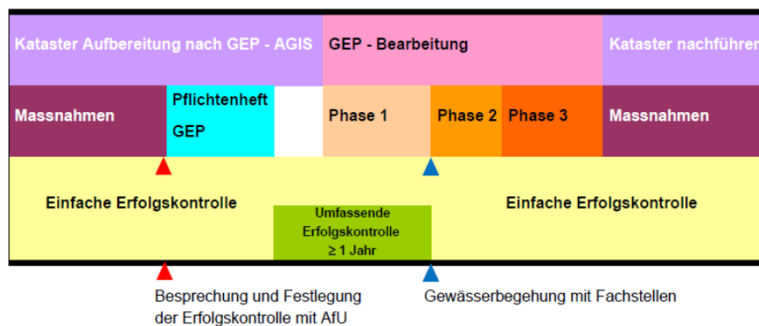 Kataster Aufbereitung nach GEP - AGIS
GEP - Bearbeitung
Kataster nachführen
Massnahmen
Pflichtenheft
GEP
Phase 1
Phase 2
Phase 3
Massnahmen
Einfache Erfolgskontrolle
Umfassende
Erfolgskontrolle
≥ 1 Jahr
Einfache Erfolgskontrolle
Besprechung und Festlegung
der Erfolgskontrolle mit AfU
Gewässerbegehung mit Fachstellen